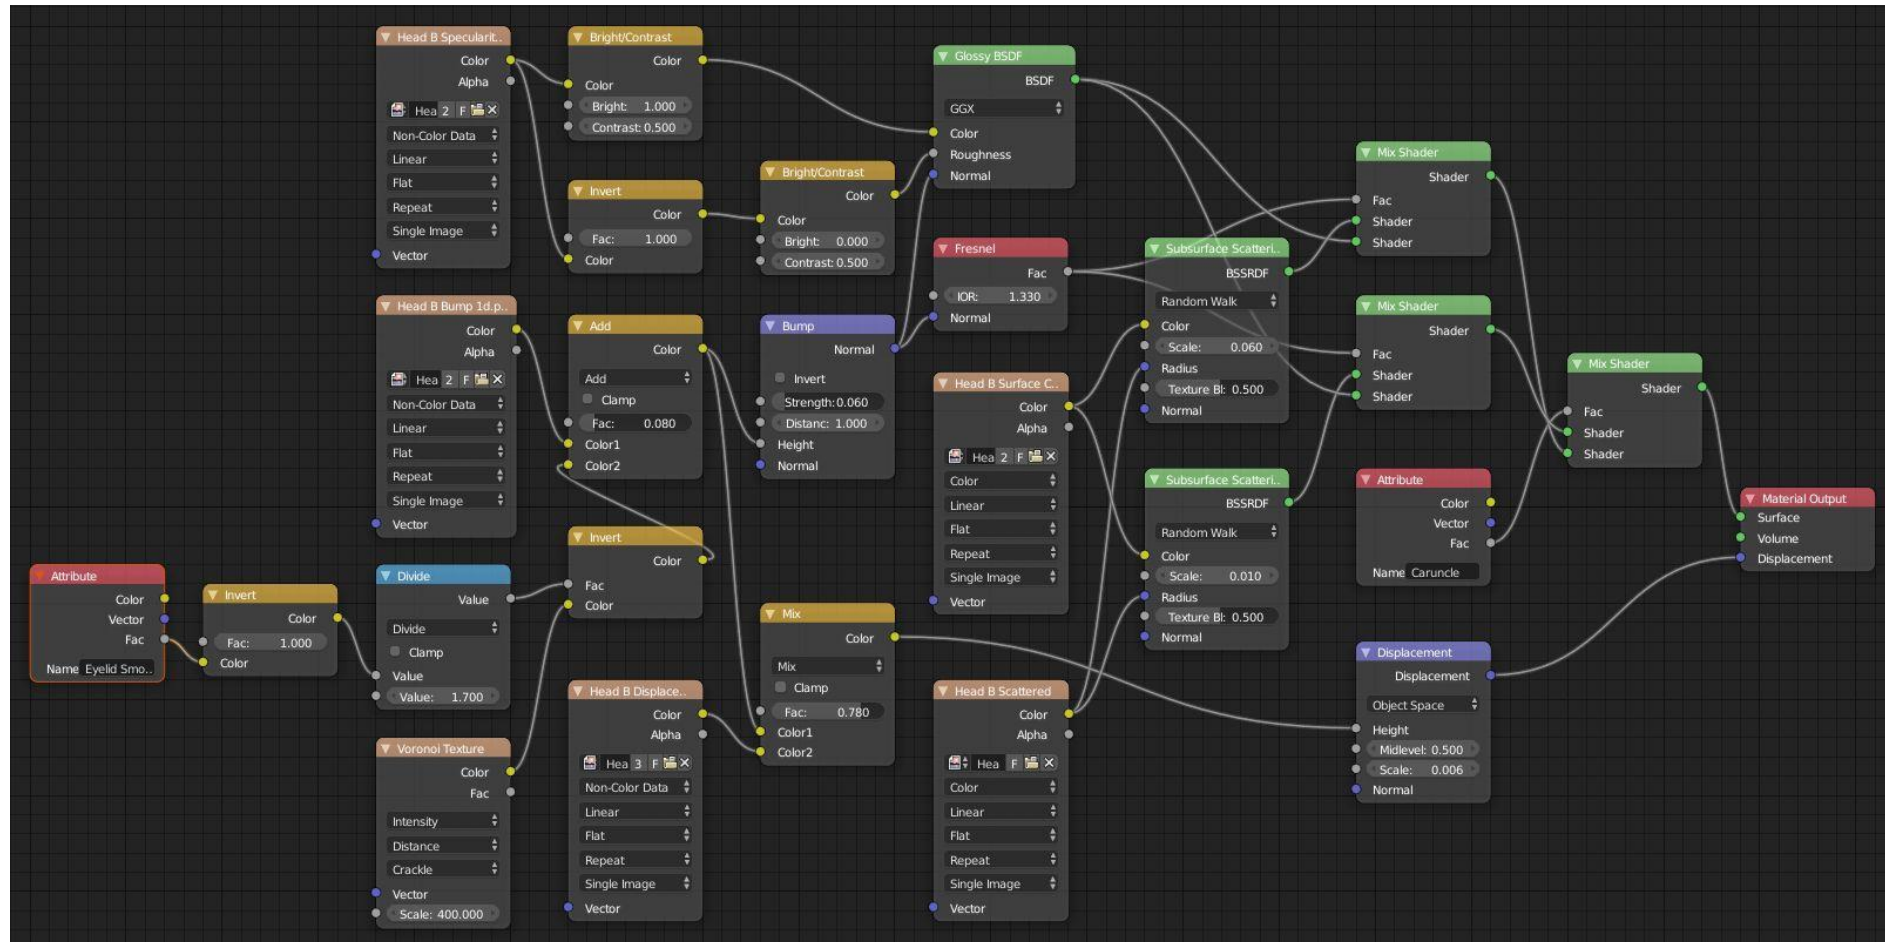 Head B Specularit..
Color
Alpha
Hea 2 F
Non-Color Data
Linear
Flat
Repeat
Single Image
Vector
Bright/Contrast
Color
Color
Bright: 1.000
Contrast: 0.500
Invert
Color
Fac: 1.000
Color
Bright/Contrast
Color
Color
Bright: 0.000
Contrast: 0.500
Glossy BSDF
BSDF
GGX
Color
Roughness
Normal
Fresnel
Fac
IOR: 1.330
Normal
Head B Bump 1d.p..
Color
Alpha
Hea 2 F
Non-Color Data
Linear
Flat
Repeat
Single Image
Vector
Add
Color
Add
Clamp
Fac: 0.080
Color1
Color2
Bump
Normal
Invert
Strength: 0.060
Distanc: 1.000
Height
Normal
Head B Surface C..
Color
Alpha
Hea 2 F
Color
Linear
Flat
Repeat
Single Image
Vector
Subsurface Scatteri..
BSSRDF
Random Walk
Color
Scale: 0.060
Radius
Texture Bl: 0.500
Normal
Subsurface Scatteri..
BSSRDF
Random Walk
Color
Scale: 0.010
Radius
Texture Bl: 0.500
Normal
Mix Shader
Shader
Fac
Shader
Shader
Mix Shader
Shader
Fac
Shader
Shader
Mix Shader
Shader
Fac
Shader
Shader
Attribute
Color
Vector
Fac
Name Caruncle
Material Output
Surface
Volume
Displacement
Attribute
Color
Vector
Fac
Name Eyelid Smo..
Invert
Color
Fac: 1.000
Color
Divide
Value
Divide
Clamp
Value
Value: 1.700
Invert
Color
Fac
Color
Voronoi Texture
Color
Fac
Intensity
Distance
Crackle
Vector
Scale: 400.000
Head B Displace..
Color
Alpha
Hea 3 F
Non-Color Data
Linear
Flat
Repeat
Single Image
Vector
Mix
Color
Mix
Clamp
Fac: 0.780
Color1
Color2
Head B Scattered
Color
Alpha
Hea F
Color
Linear
Flat
Repeat
Single Image
Vector
Displacement
Displacement
Object Space
Height
Midlevel: 0.500
Scale: 0.006
Normal